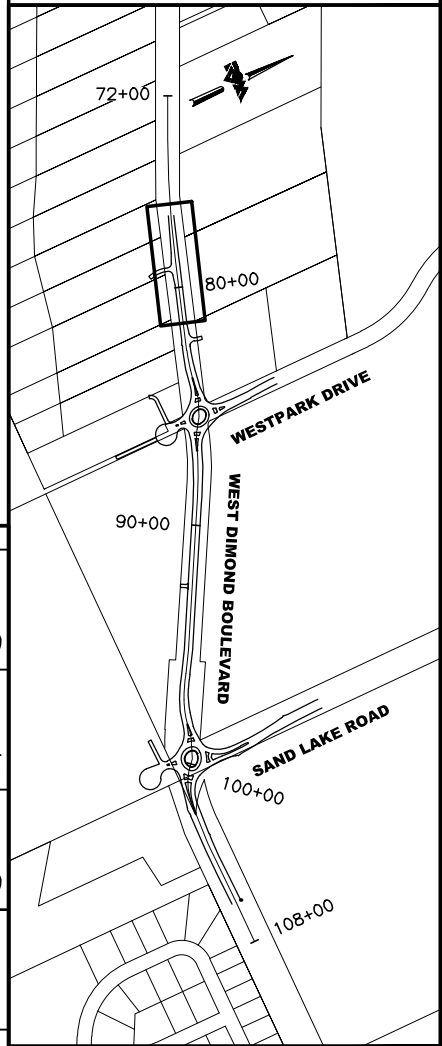 72+00
80+00
WESTPARK DRIVE
90+00
WEST DIMOND BOULEVARD
SAND LAKE ROAD
100+00
108+00